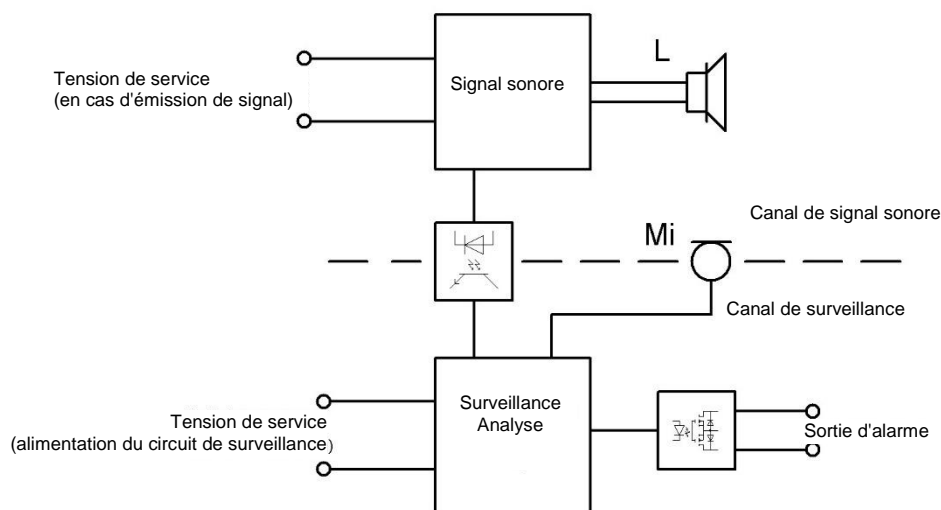 L
Tension de service
(en cas d'émission de signal)
Signal sonore
Canal de signal sonore
Mi
Canal de surveillance
Surveillance
Analyse
Tension de service
(alimentation du circuit de surveillance)
Sortie d'alarme